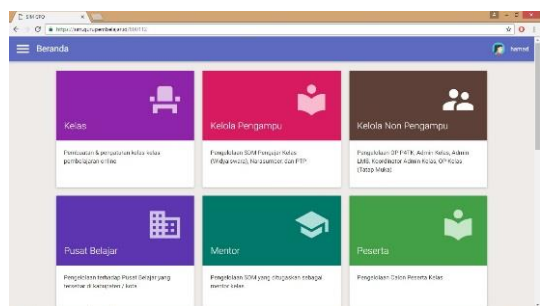 SIM GPO
Beranda
hamod
Kelas
Pembuatan & pengaturan kelas-kelas
pembelajaran online
Kelola Pengampu
Pengelolaan SDM Pengajar Kelas
(Widyaiswara), Narasumber, dan PTP
Kelola Non Pengampu
Pengelolaan OP P4TK, Admin Kelas, Admin
LMS, Koordinator Admin Kelas, OP Kelas
(Tatap Muka)
Pusat Belajar
Pengelolaan terhadap Pusat Belajar yang
tersebar di kabupaten / kota
Mentor
Pengelolaan SDM yang ditugaskan sebagai
mentor kelas
Peserta
Pengelolaan Calon Peserta Kelas